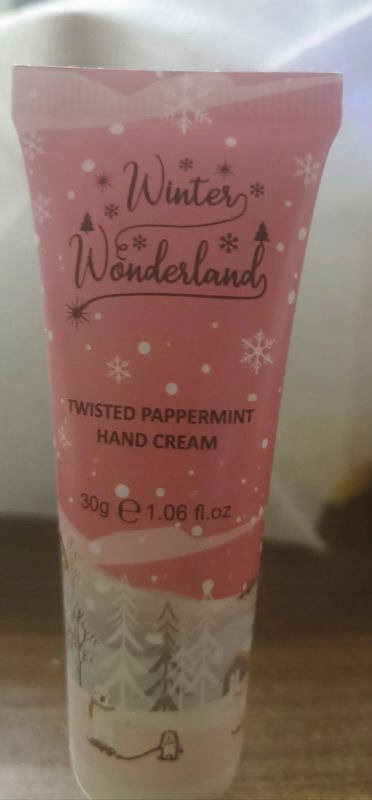 Winter
Wonderland
TWISTED PAPPERMINT
HAND CREAM
30g ℮ 1.06 fl.oz